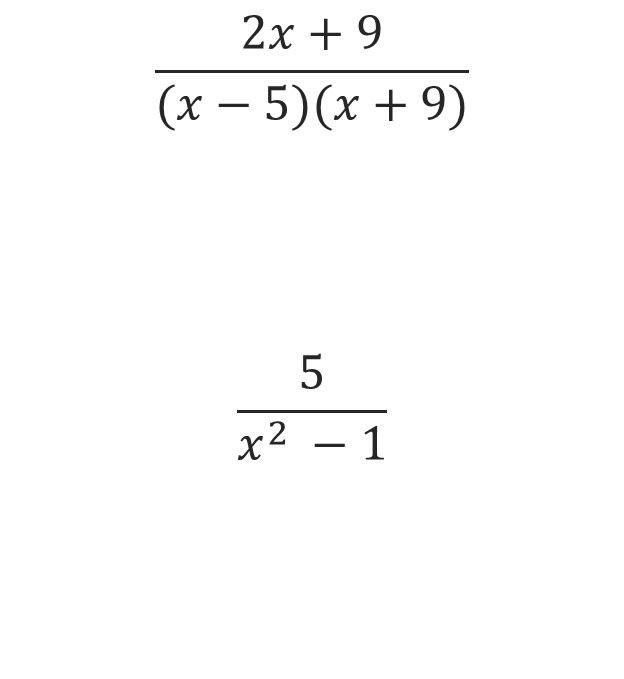 2x + 9
(x − 5)(x + 9)
5
x² − 1